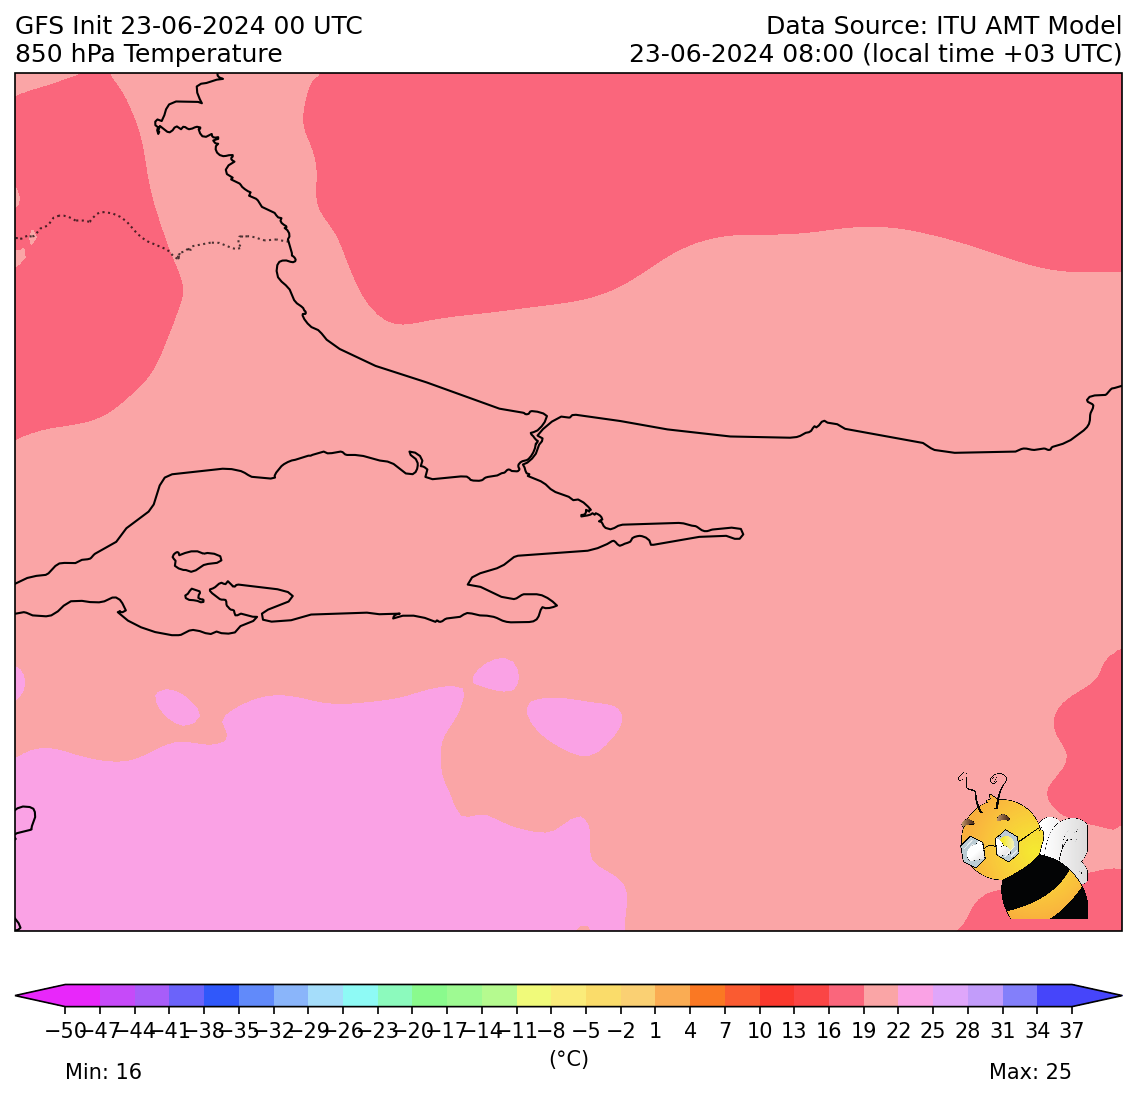 GFS Init 23-06-2024 00 UTC
Data Source: ITU AMT Model
850 hPa Temperature
23-06-2024 08:00 (local time +03 UTC)
−50 −47 −44 −41 −38 −35 −32 −29 −26 −23 −20 −17 −14 −11 −8 −5 −2 1 4 7 10 13 16 19 22 25 28 31 34 37
(°C)
Min: 16
Max: 25